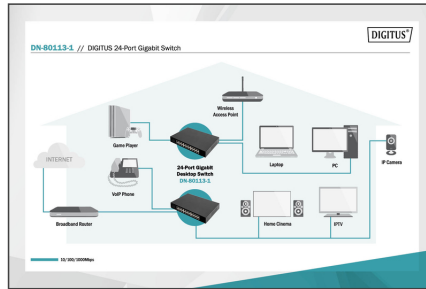 DIGITUS®
DN-80113-1 // DIGITUS 24-Port Gigabit Switch
Wireless
Access Point
Game Player
24-Port Gigabit
Desktop Switch
DN-80113-1
Laptop
PC
IP Camera
INTERNET
VoIP Phone
Broadband Router
Home Cinema
IPTV
10/100/1000Mbps